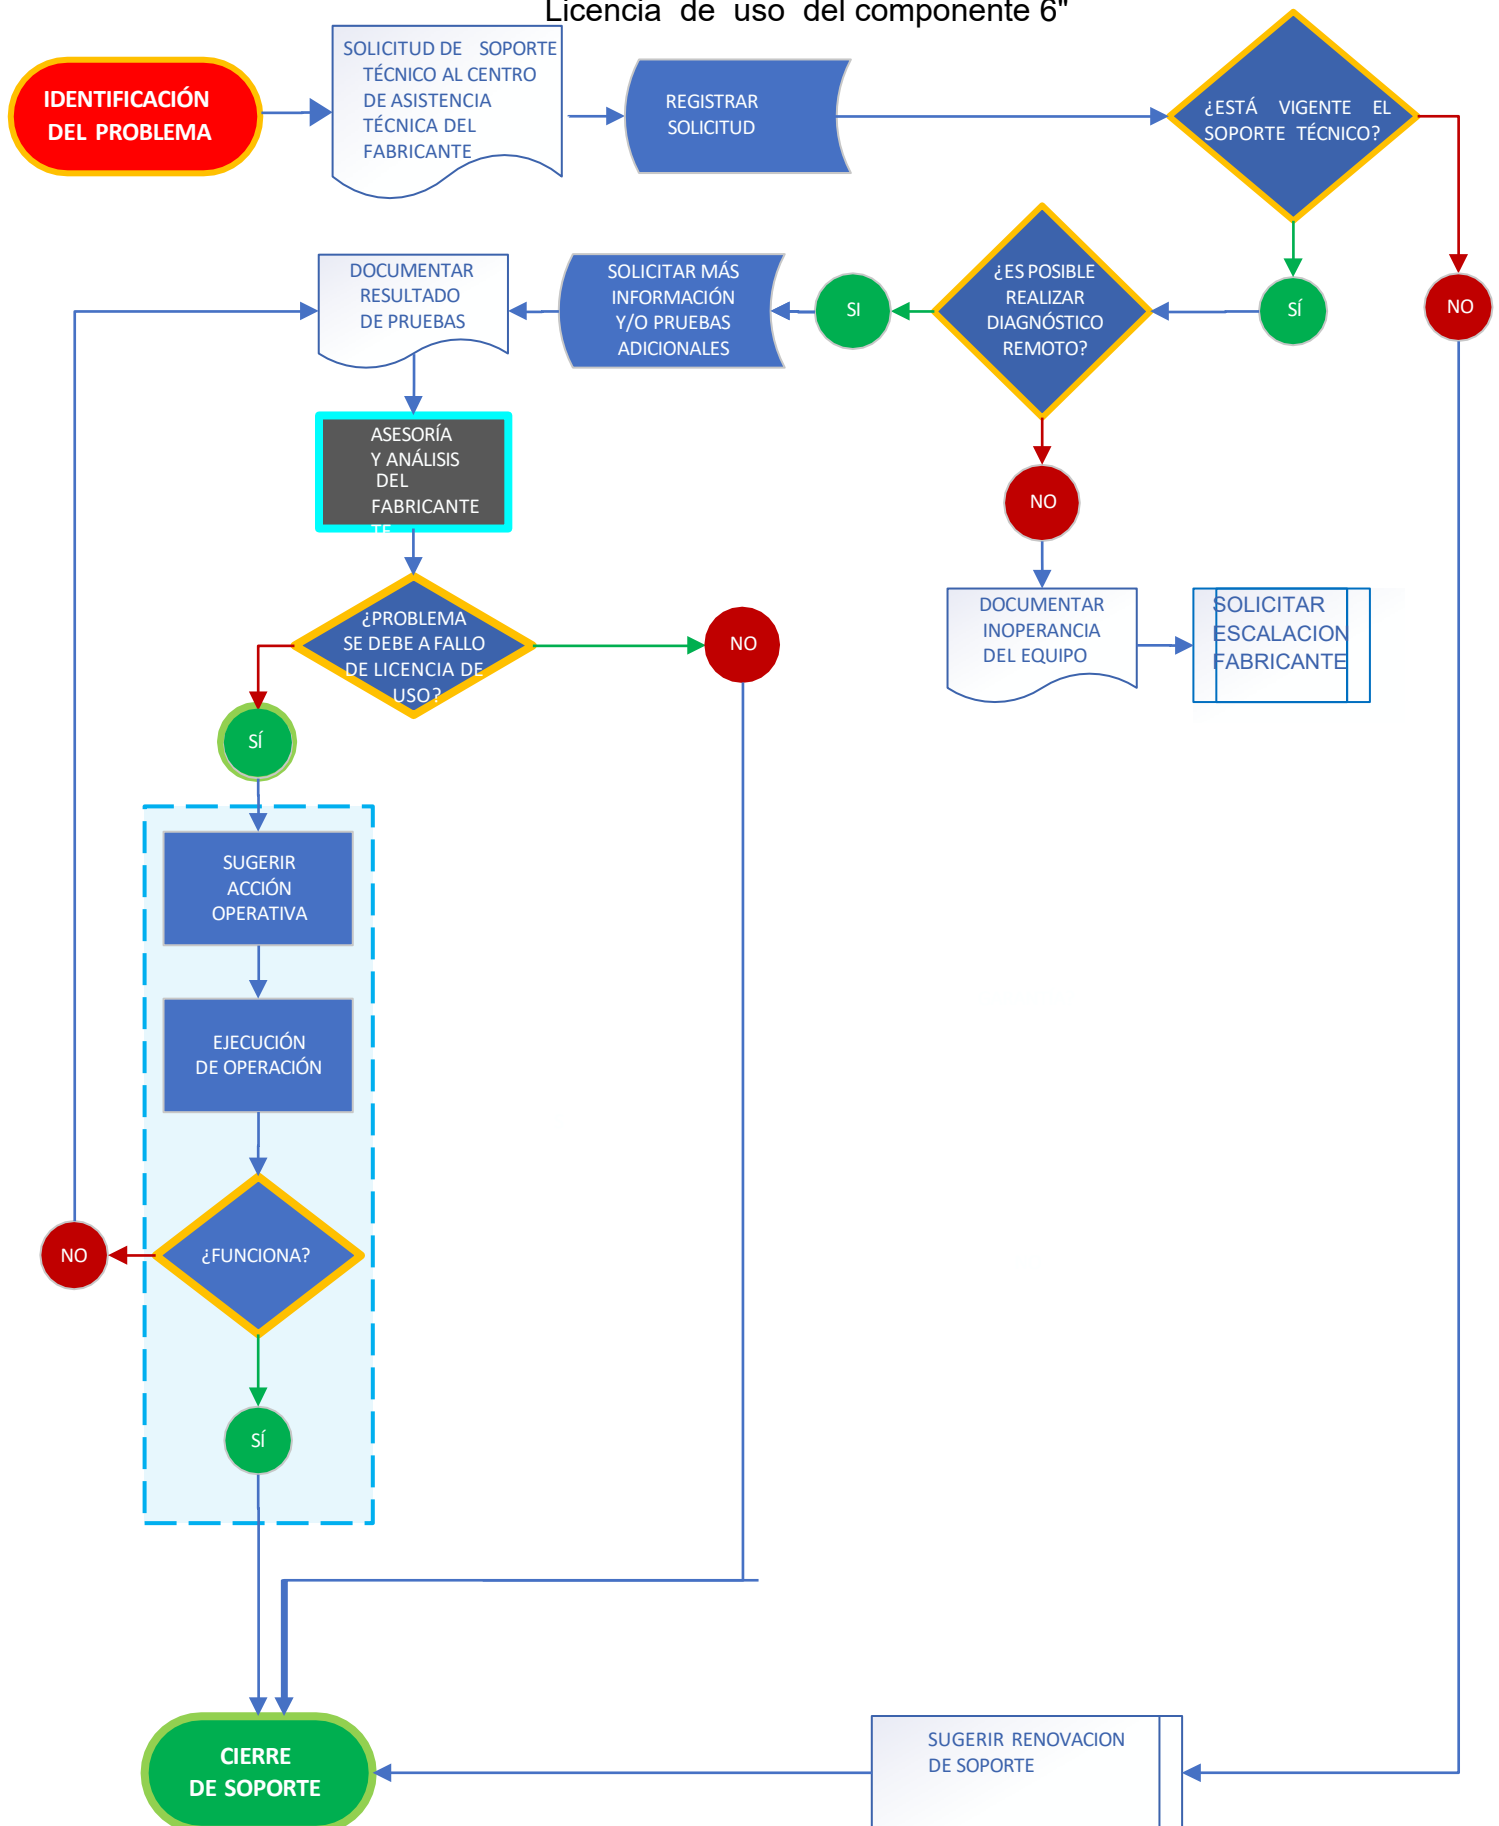 Licencia de uso del componente 6"
IDENTIFICACIÓN
DEL PROBLEMA
SOLICITUD DE SOPORTE
TÉCNICO AL CENTRO
DE ASISTENCIA
TÉCNICA DEL
FABRICANTE
REGISTRAR
SOLICITUD
¿ESTÁ VIGENTE EL
SOPORTE TÉCNICO?
DOCUMENTAR
RESULTADO
DE PRUEBAS
SOLICITAR MÁS
INFORMACIÓN
Y/O PRUEBAS
ADICIONALES
SI
¿ES POSIBLE
REALIZAR
DIAGNÓSTICO
REMOTO?
SÍ
NO
ASESORÍA
Y ANÁLISIS
DEL
FABRICANTE
TE
NO
¿PROBLEMA
SE DEBE A FALLO
DE LICENCIA DE
USO?
NO
DOCUMENTAR
INOPERANCIA
DEL EQUIPO
SOLICITAR
ESCALACION
FABRICANTE
SÍ
SUGERIR
ACCIÓN
OPERATIVA
EJECUCIÓN
DE OPERACIÓN
¿FUNCIONA?
NO
SÍ
CIERRE
DE SOPORTE
SUGERIR RENOVACION
DE SOPORTE